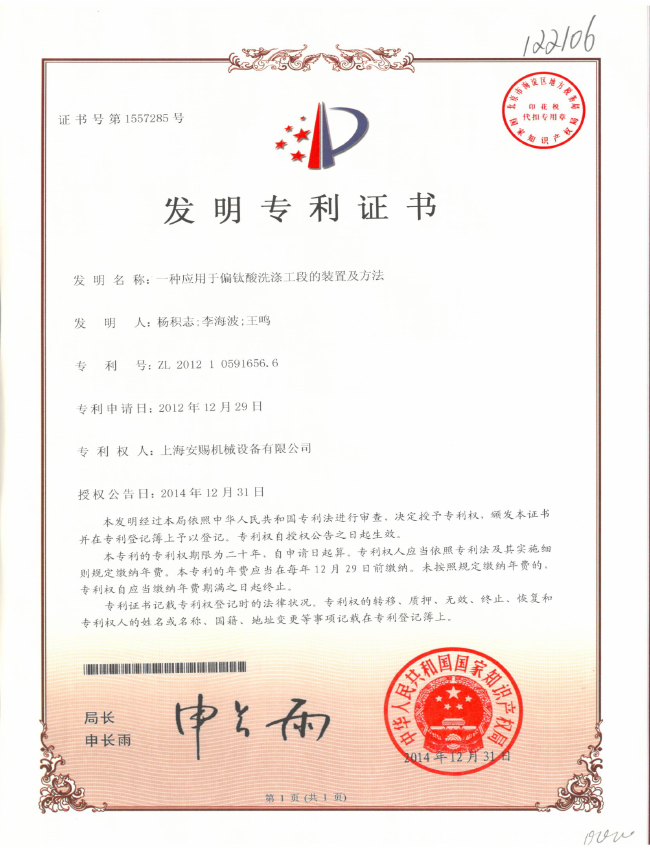 122106
证书号第1557285号
北京市海淀区地方税务局
印花税
代扣专用章
国家知识产权局
发明专利证书
发明名称：一种应用于偏钛酸洗涤工段的装置及方法
发明人：杨积志;李海波;王鸣
专利号：ZL 2012 1 0591656.6
专利申请日：2012年12月29日
专利权人：上海安赐机械设备有限公司
授权公告日：2014年12月31日
本发明经过本局依照中华人民共和国专利法进行审查，决定授予专利权，颁发本证书
并在专利登记簿上予以登记。专利权自授权公告之日起生效。
本专利的专利权期限为二十年，自申请日起算。专利权人应当依照专利法及其实施细
则规定缴纳年费。本专利的年费应当在每年12月29日前缴纳。未按照规定缴纳年费的，
专利权自应当缴纳年费期满之日起终止。
专利证书记载专利权登记时的法律状况。专利权的转移、质押、无效、终止、恢复和
专利权人的姓名或名称、国籍、地址变更等事项记载在专利登记簿上。
局长
申长雨
申长雨
中华人民共和国国家知识产权局
2014年12月31日
第1页(共1页)